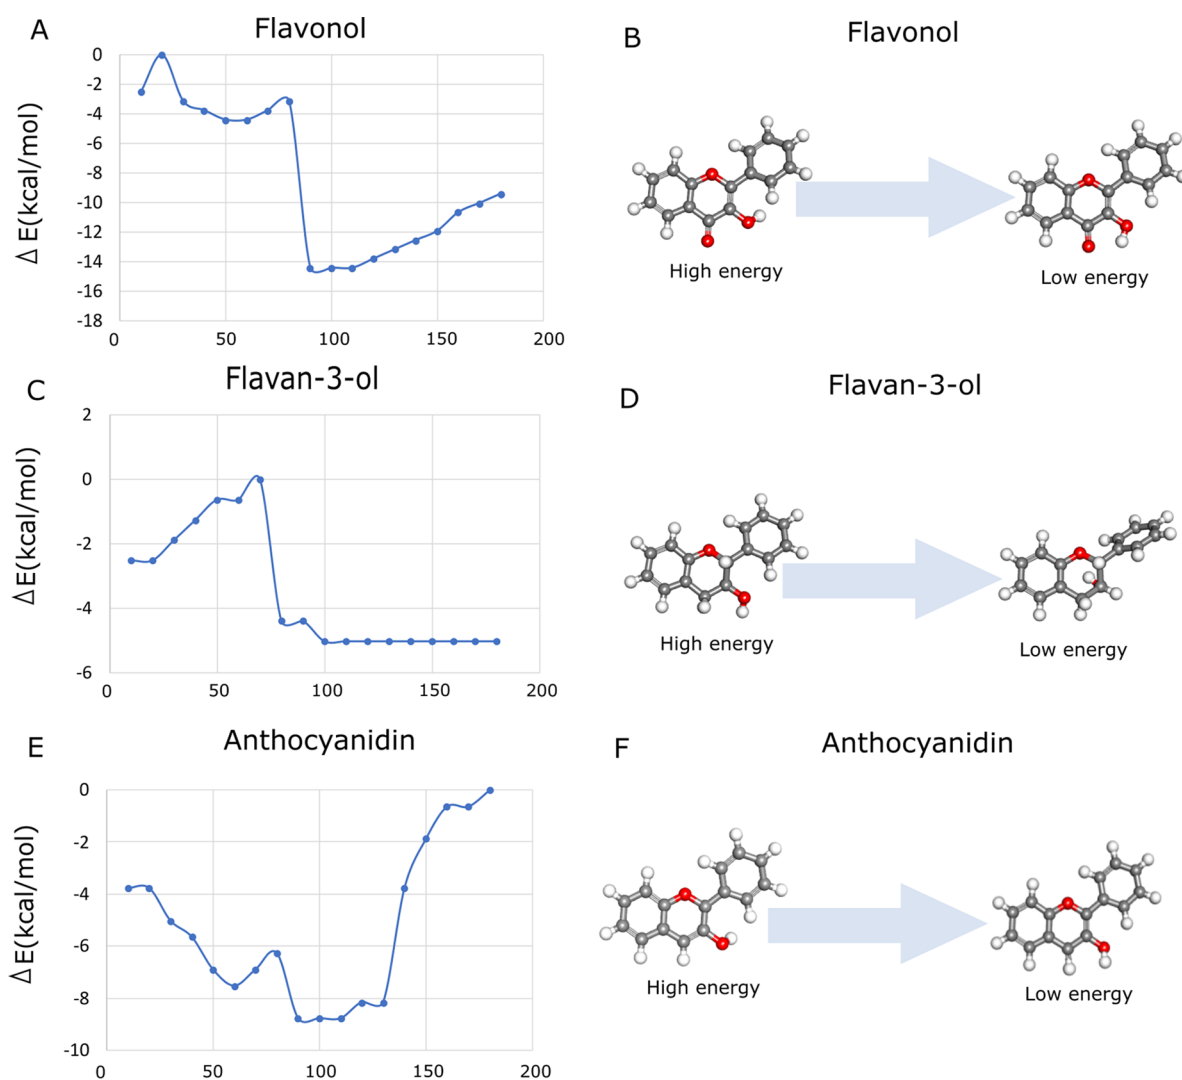 A
Flavonol
Δ E(kcal/mol)
0
-2
-4
-6
-8
-10
-12
-14
-16
-18
0
50
100
150
200
B
Flavonol
High energy
Low energy
C
Flavan-3-ol
ΔE(kcal/mol)
2
0
-2
-4
-6
0
50
100
150
200
D
Flavan-3-ol
High energy
Low energy
E
Anthocyanidin
ΔE(kcal/mol)
0
-2
-4
-6
-8
-10
0
50
100
150
200
F
Anthocyanidin
High energy
Low energy